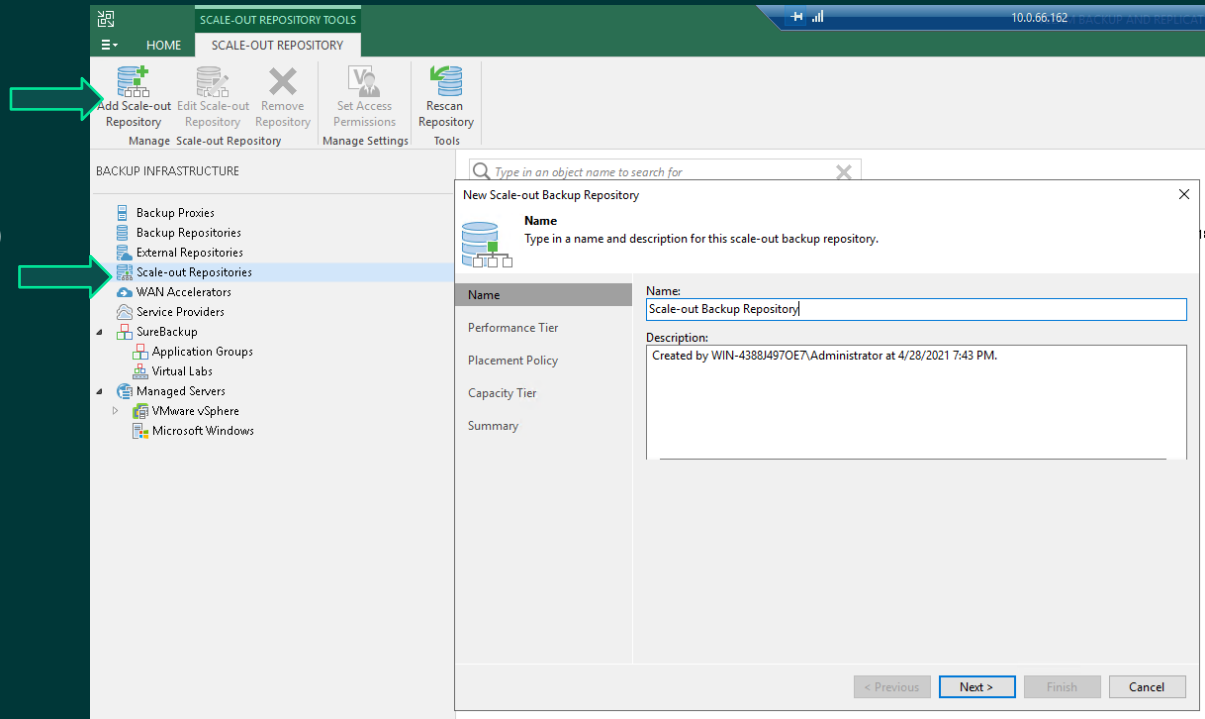 SCALE-OUT REPOSITORY TOOLS
10.0.66.162 M BACKUP AND REPLICAT
HOME SCALE-OUT REPOSITORY
Add Scale-out Repository
Edit Scale-out Repository
Remove Repository
Set Access Permissions
Rescan Repository
Manage Scale-out Repository
Manage Settings
Tools
BACKUP INFRASTRUCTURE
Type in an object name to search for
Backup Proxies
Backup Repositories
External Repositories
Scale-out Repositories
WAN Accelerators
Service Providers
SureBackup
Application Groups
Virtual Labs
Managed Servers
VMware vSphere
Microsoft Windows
New Scale-out Backup Repository
Name
Type in a name and description for this scale-out backup repository.
Name
Performance Tier
Placement Policy
Capacity Tier
Summary
Name:
Scale-out Backup Repository
Description:
Created by WIN-4388J497OE7\Administrator at 4/28/2021 7:43 PM.
< Previous
Next >
Finish
Cancel